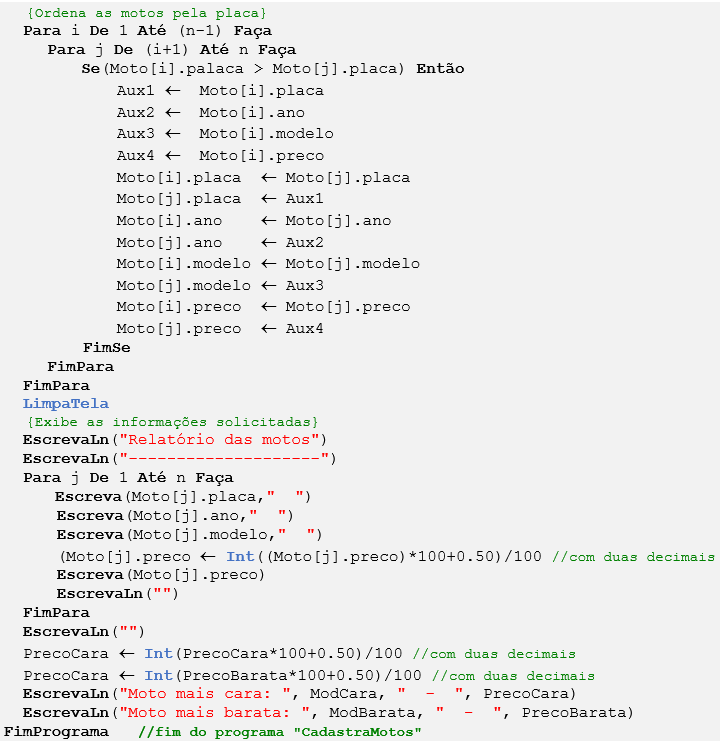 {Ordena as motos pela placa}
Para i De 1 Até (n-1) Faça
Para j De (i+1) Até n Faça
Se(Moto[i].palaca > Moto[j].placa) Então
Aux1 ← Moto[i].placa
Aux2 ← Moto[i].ano
Aux3 ← Moto[i].modelo
Aux4 ← Moto[i].preco
Moto[i].placa ← Moto[j].placa
Moto[j].placa ← Aux1
Moto[i].ano ← Moto[j].ano
Moto[j].ano ← Aux2
Moto[i].modelo ← Moto[j].modelo
Moto[j].modelo ← Aux3
Moto[i].preco ← Moto[j].preco
Moto[j].preco ← Aux4
FimSe
FimPara
FimPara
LimpaTela
{Exibe as informações solicitadas}
EscrevaLn("Relatório das motos")
EscrevaLn("--------------------")
Para j De 1 Até n Faça
Escreva(Moto[j].placa,"  ")
Escreva(Moto[j].ano,"  ")
Escreva(Moto[j].modelo,"  ")
(Moto[j].preco ← Int((Moto[j].preco)*100+0.50)/100 //com duas decimais
Escreva(Moto[j].preco)
EscrevaLn("")
FimPara
EscrevaLn("")
PrecoCara ← Int(PrecoCara*100+0.50)/100 //com duas decimais
PrecoCara ← Int(PrecoBarata*100+0.50)/100 //com duas decimais
EscrevaLn("Moto mais cara: ", ModCara, "  -  ", PrecoCara)
EscrevaLn("Moto mais barata: ", ModBarata, "  -  ", PrecoBarata)
FimPrograma //fim do programa "CadastraMotos"